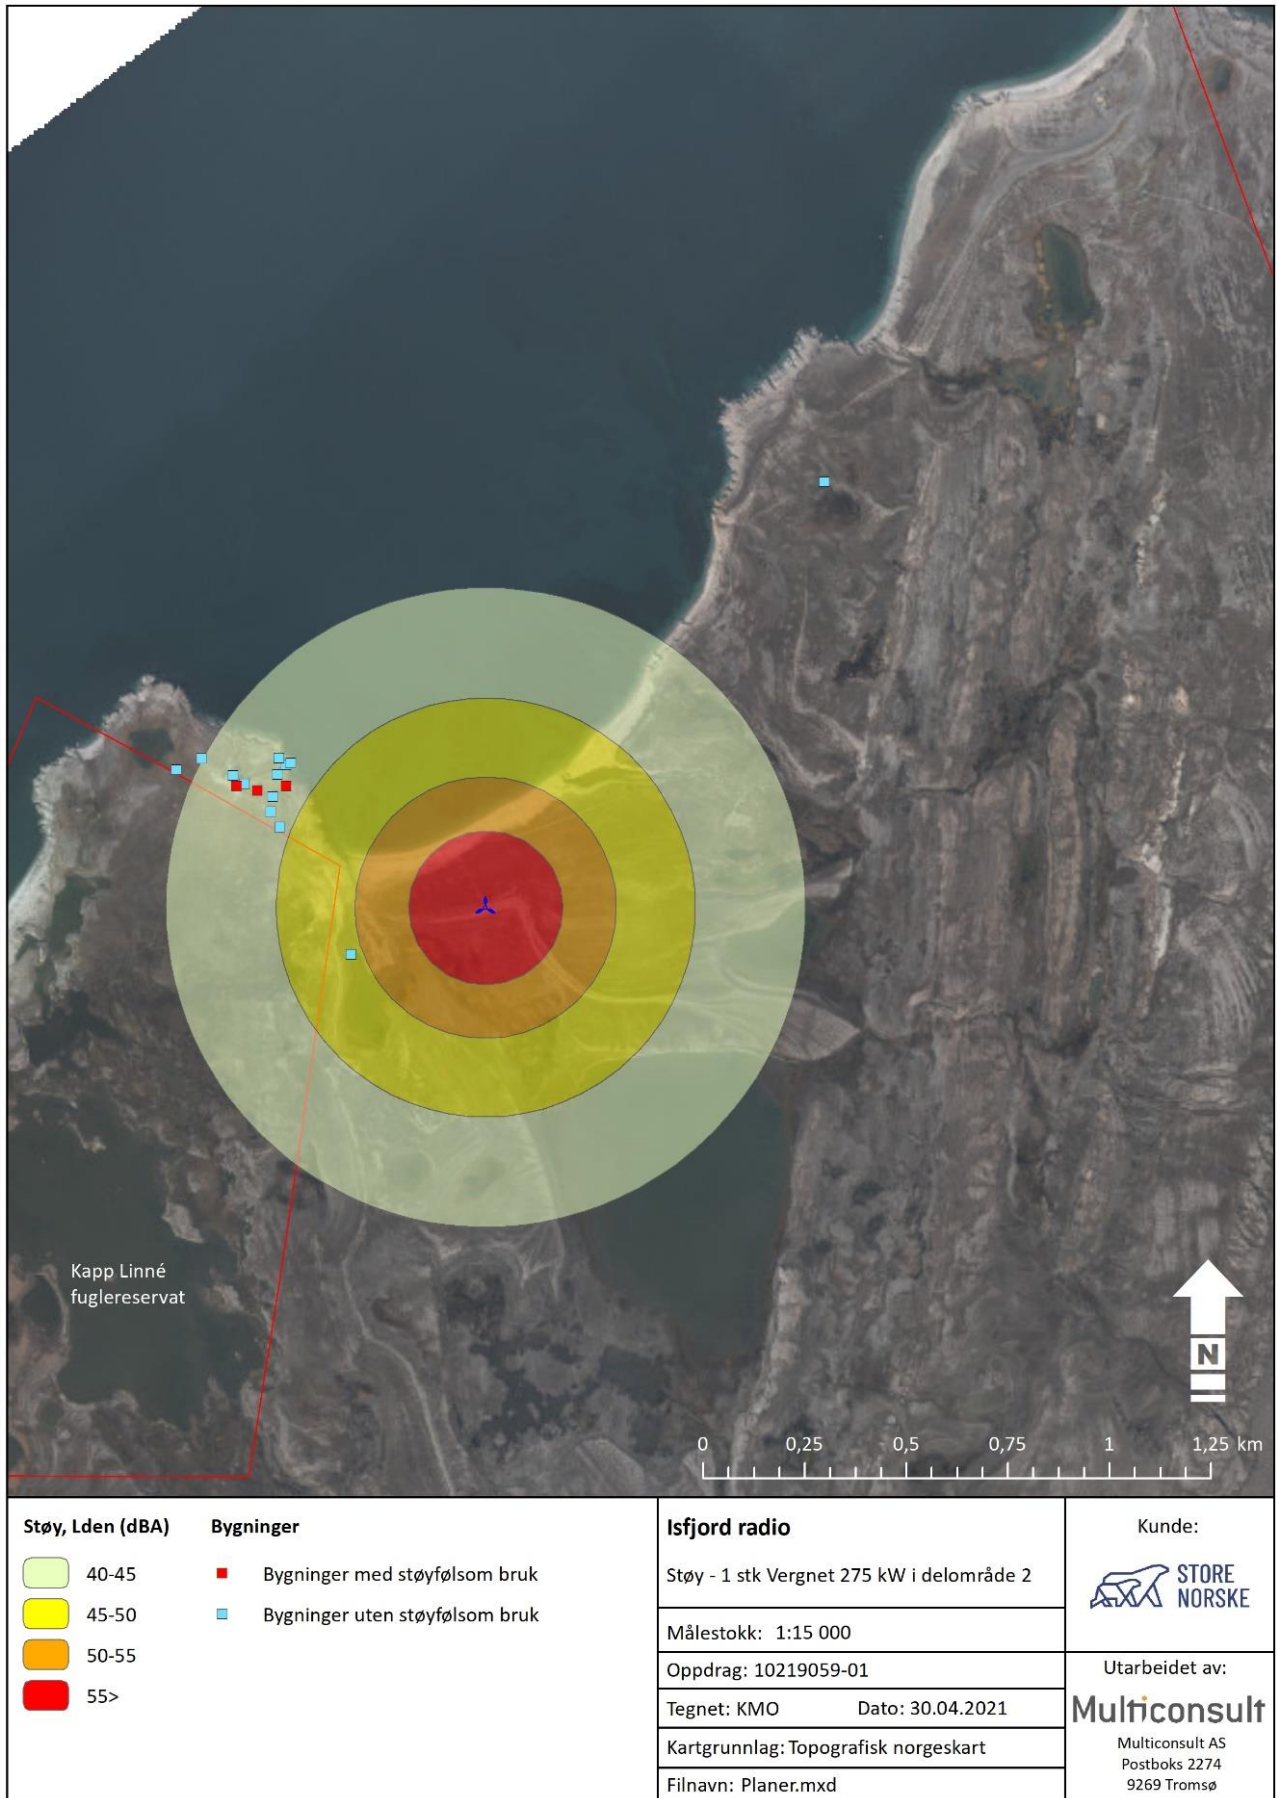 Kapp Linné
fuglereservat
N
0 0,25 0,5 0,75 1 1,25 km
Støy, Lden (dBA)
40-45
45-50
50-55
55>
Bygninger
Bygninger med støyfølsom bruk
Bygninger uten støyfølsom bruk
Isfjord radio
Støy - 1 stk Vergnet 275 kW i delområde 2
Målestokk: 1:15 000
Oppdrag: 10219059-01
Tegnet: KMO Dato: 30.04.2021
Kartgrunnlag: Topografisk norgeskart
Filnavn: Planer.mxd
Kunde:
STORE
NORSKE
Utarbeidet av:
Multiconsult
Multiconsult AS
Postboks 2274
9269 Tromsø